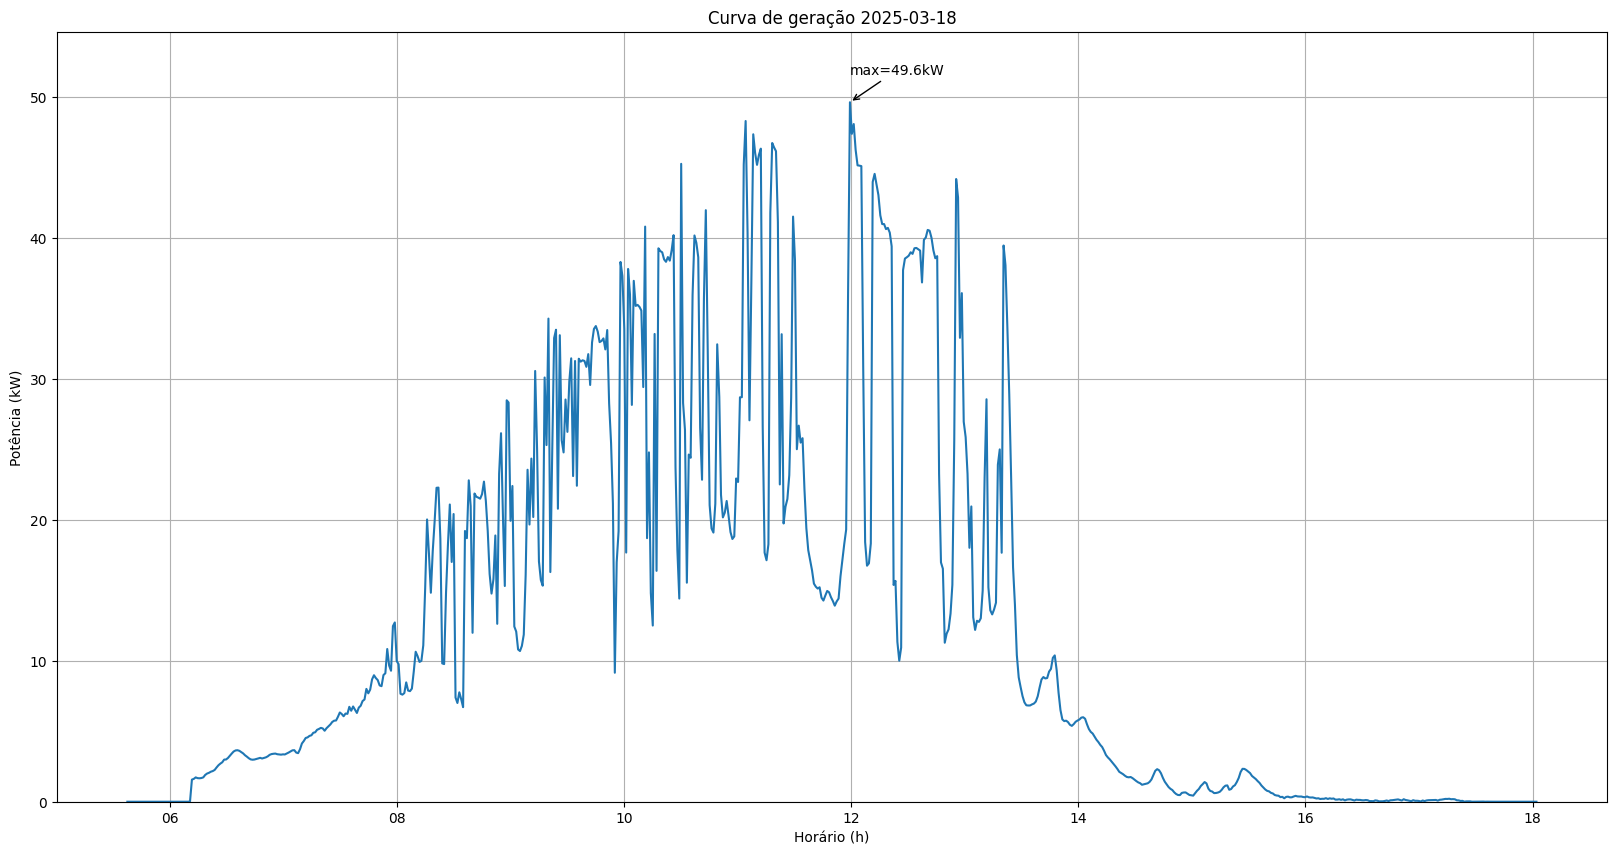 Curva de geração 2025-03-18
max=49.6kW
Potência (kW)
50
40
30
20
10
0
06 08 10 12 14 16 18
Horário (h)